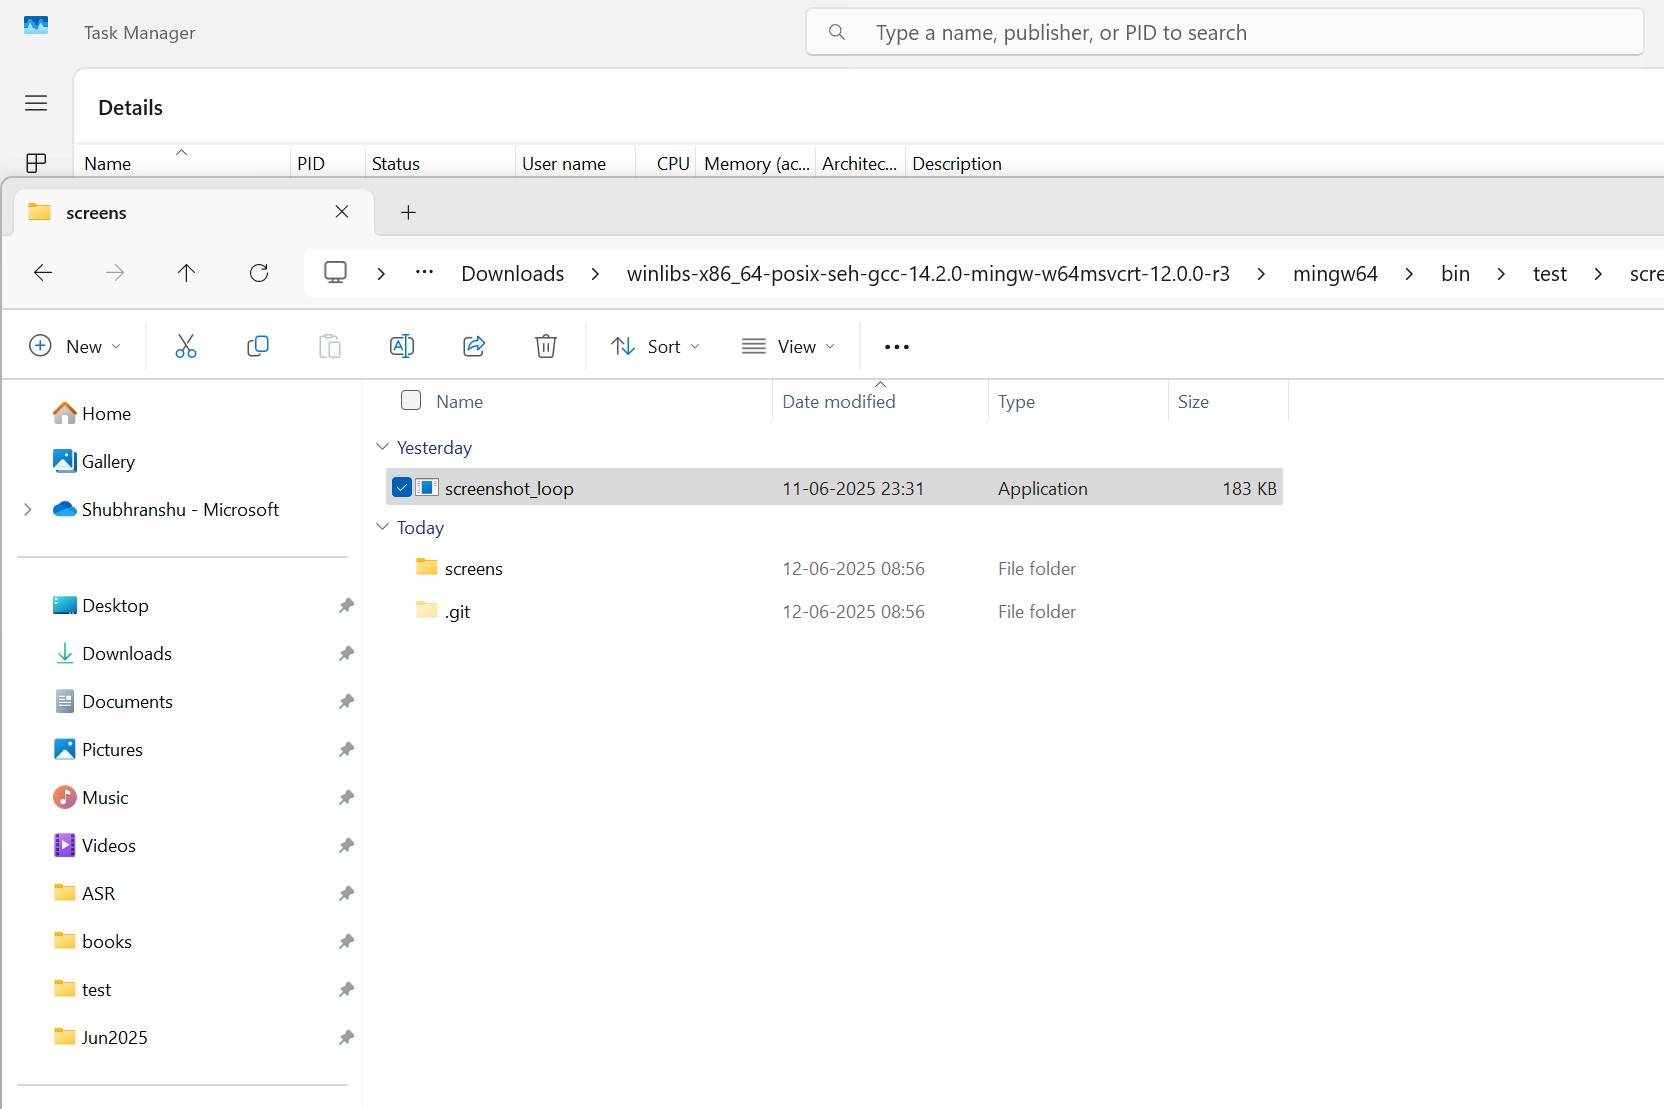 Task Manager
Type a name, publisher, or PID to search
Details
Name PID Status User name CPU Memory (ac... Architec... Description
screens
... Downloads > winlibs-x86_64-posix-seh-gcc-14.2.0-mingw-w64msvcrt-12.0.0-r3 > mingw64 > bin > test > scre
New Sort View
Name Date modified Type Size
Home
Gallery
Shubhranshu - Microsoft
Desktop
Downloads
Documents
Pictures
Music
Videos
ASR
books
test
Jun2025
Yesterday
screenshot_loop 11-06-2025 23:31 Application 183 KB
Today
screens 12-06-2025 08:56 File folder
.git 12-06-2025 08:56 File folder